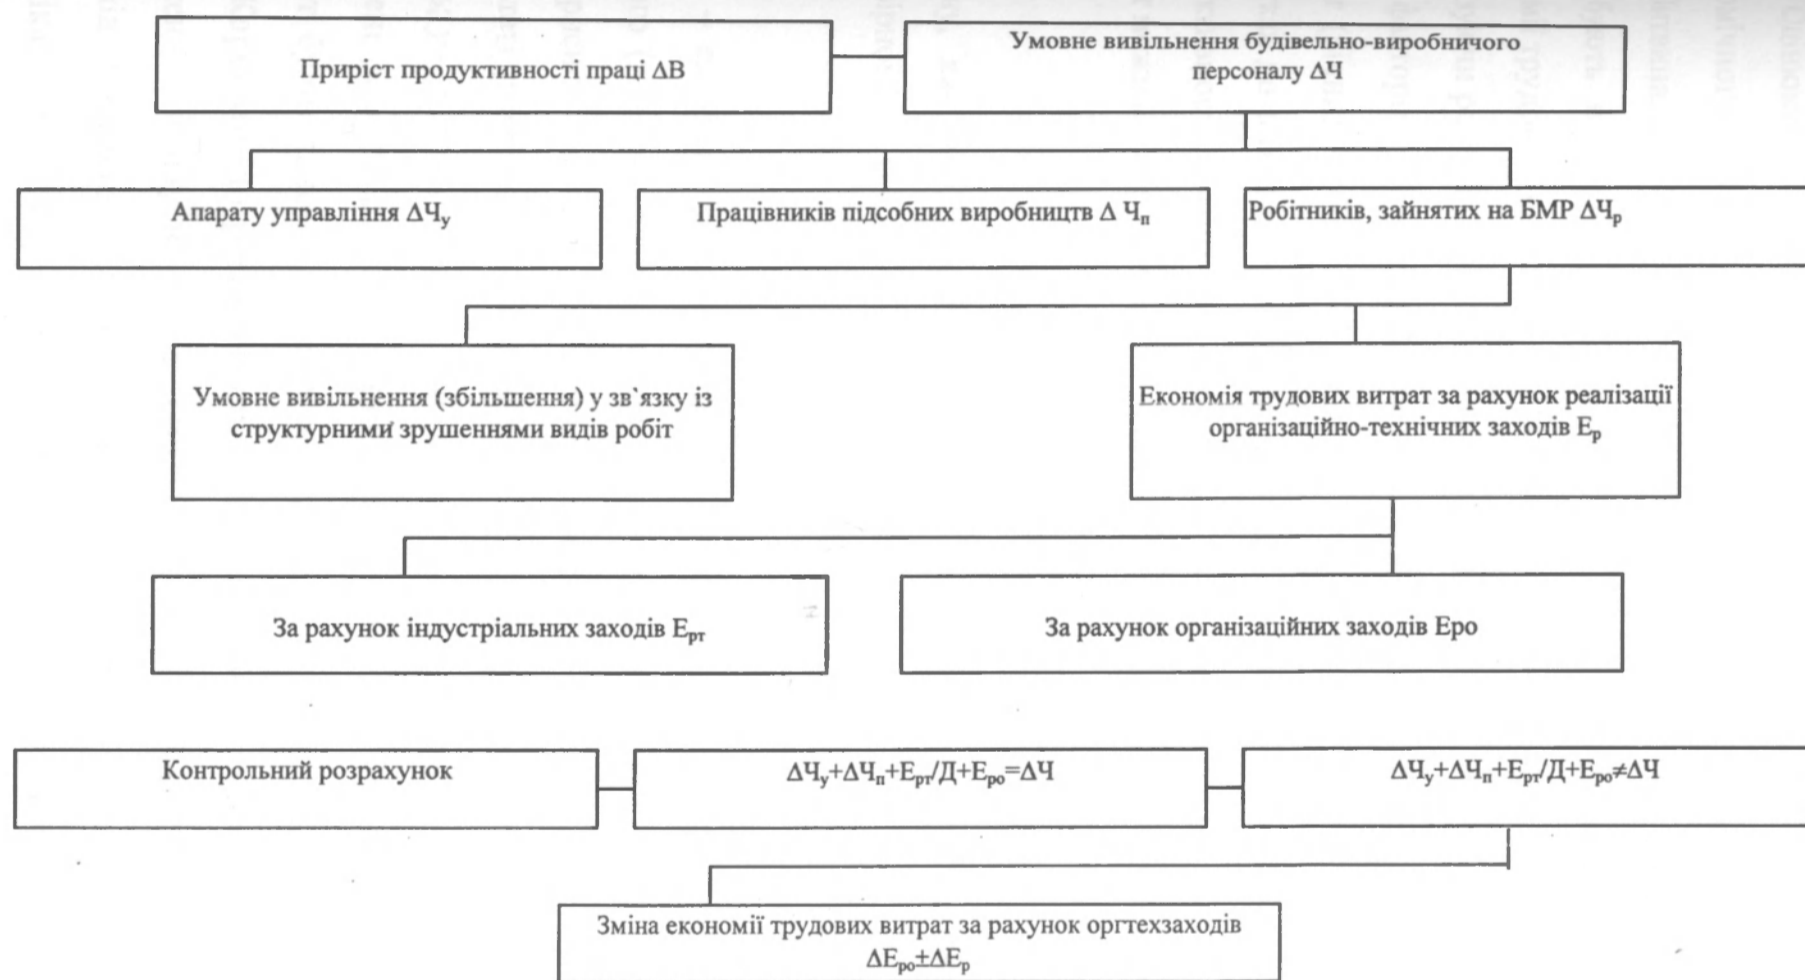 Приріст продуктивності праці ΔВ
Умовне вивільнення будівельно-виробничого
персоналу ΔЧ
Апарату управління ΔЧу
Працівників підсобних виробництв Δ Чп
Робітників, зайнятих на БМР ΔЧр
Умовне вивільнення (збільшення) у зв`язку із
структурними зрушеннями видів робіт
Економія трудових витрат за рахунок реалізації
організаційно-технічних заходів Ер
За рахунок індустріальних заходів Ерт
За рахунок організаційних заходів Еро
Контрольний розрахунок
ΔЧу+ΔЧп+Ерт/Д+Еро=ΔЧ
ΔЧу+ΔЧп+Ерт/Д+Еро≠ΔЧ
Зміна економії трудових витрат за рахунок оргтехзаходів
ΔЕро±ΔЕр